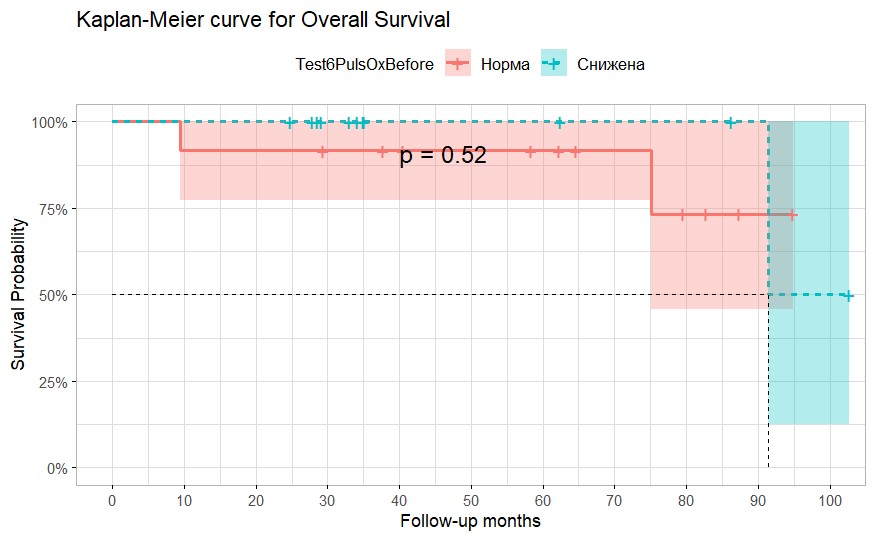 Kaplan-Meier curve for Overall Survival
Test6PulsOxBefore Норма Снижена
100%
75%
50%
25%
0%
Survival Probability
p = 0.52
0 10 20 30 40 50 60 70 80 90 100
Follow-up months